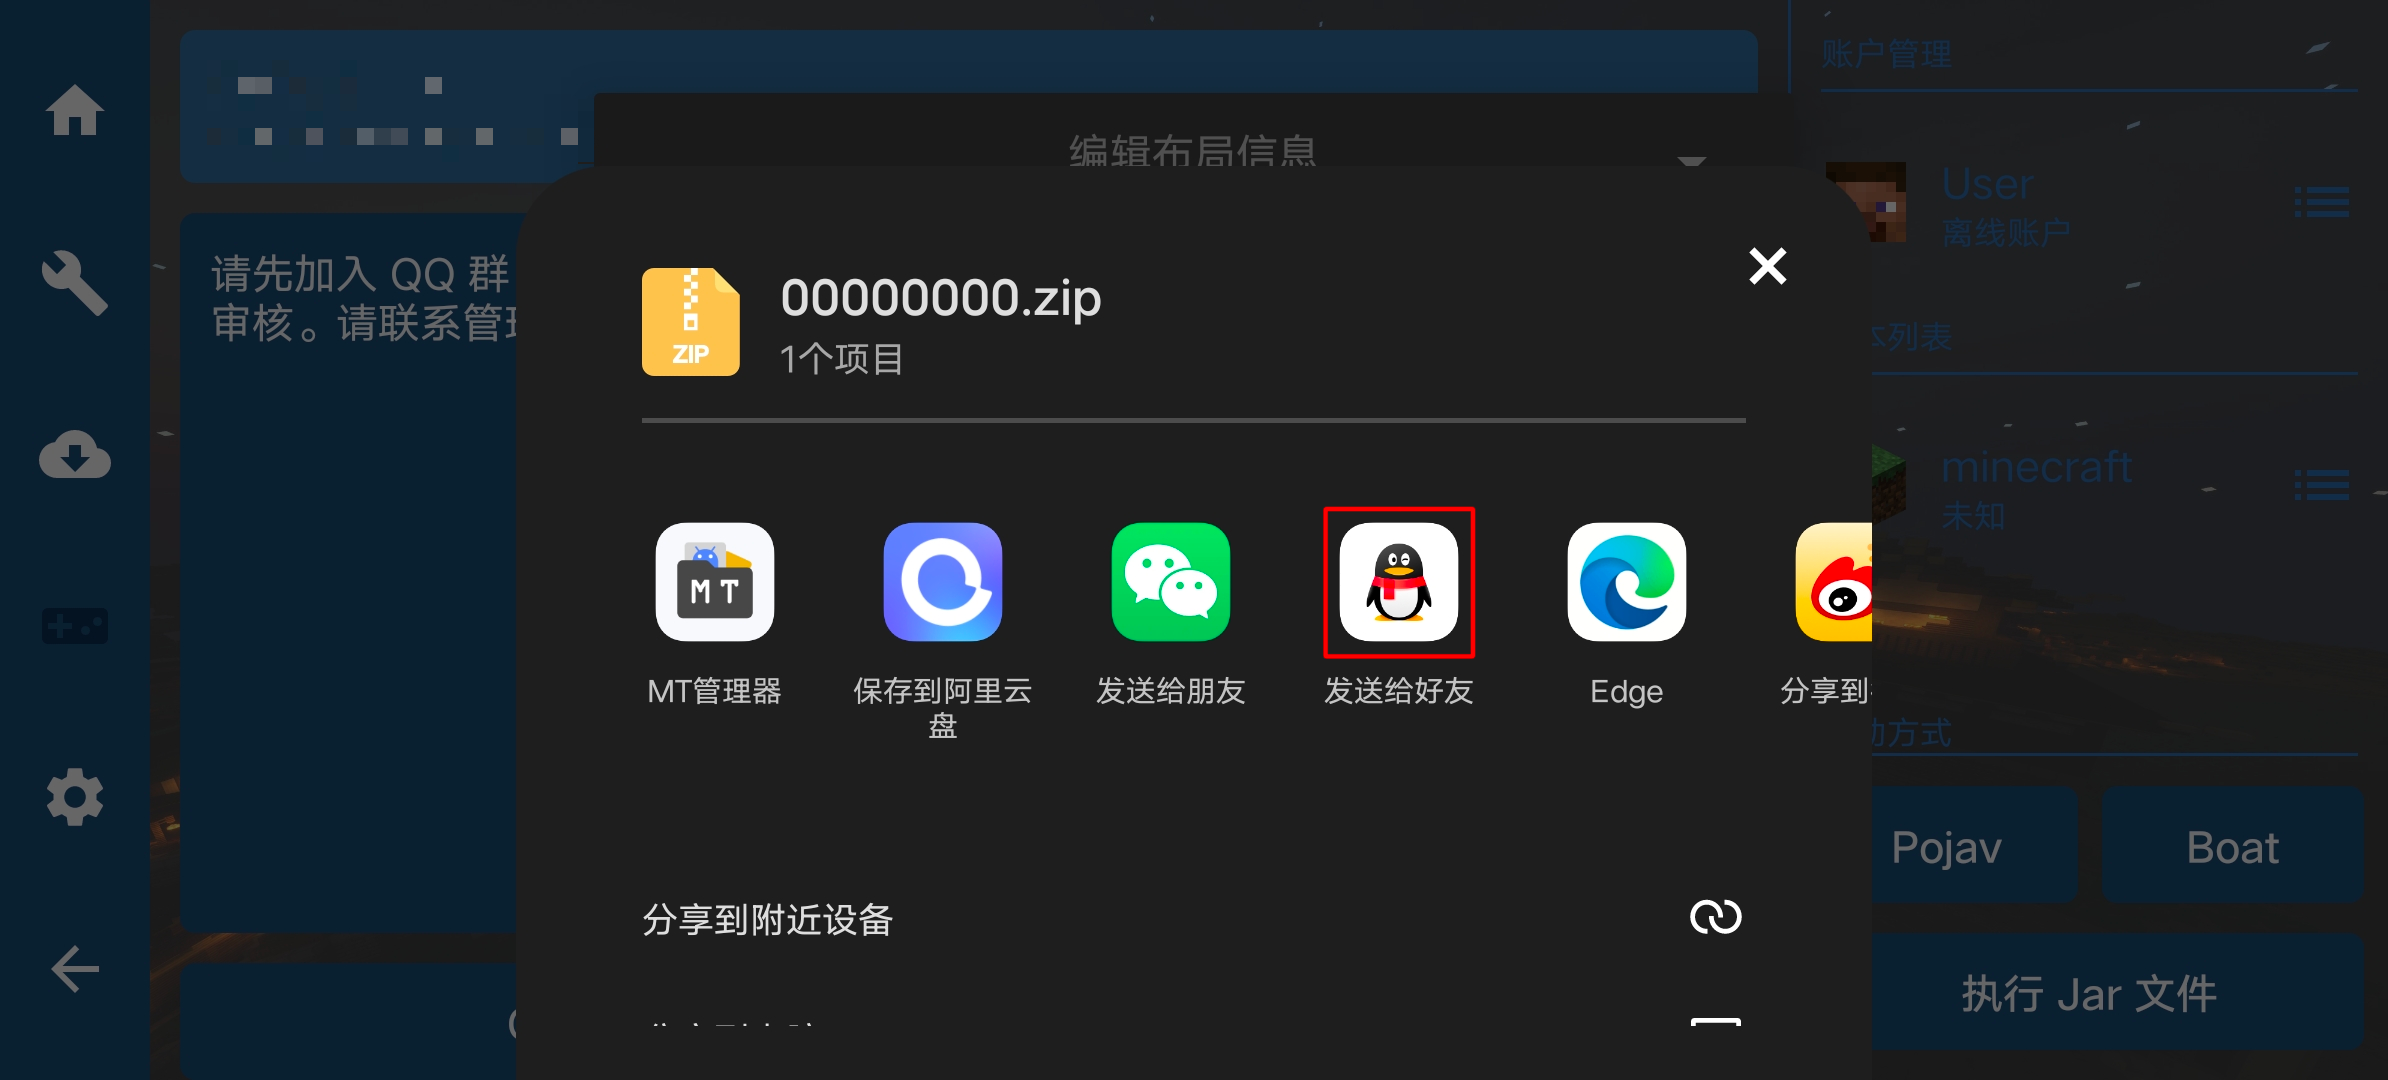 编辑布局信息
请先加入 QQ 群
审核。请联系管
00000000.zip
1个项目
ZIP
MT
MT管理器
保存到阿里云
盘
发送给朋友
发送给好友
Edge
分享到
分享到附近设备
账户管理
User
离线账户
本列表
minecraft
未知
动方式
Pojav
Boat
执行 Jar 文件